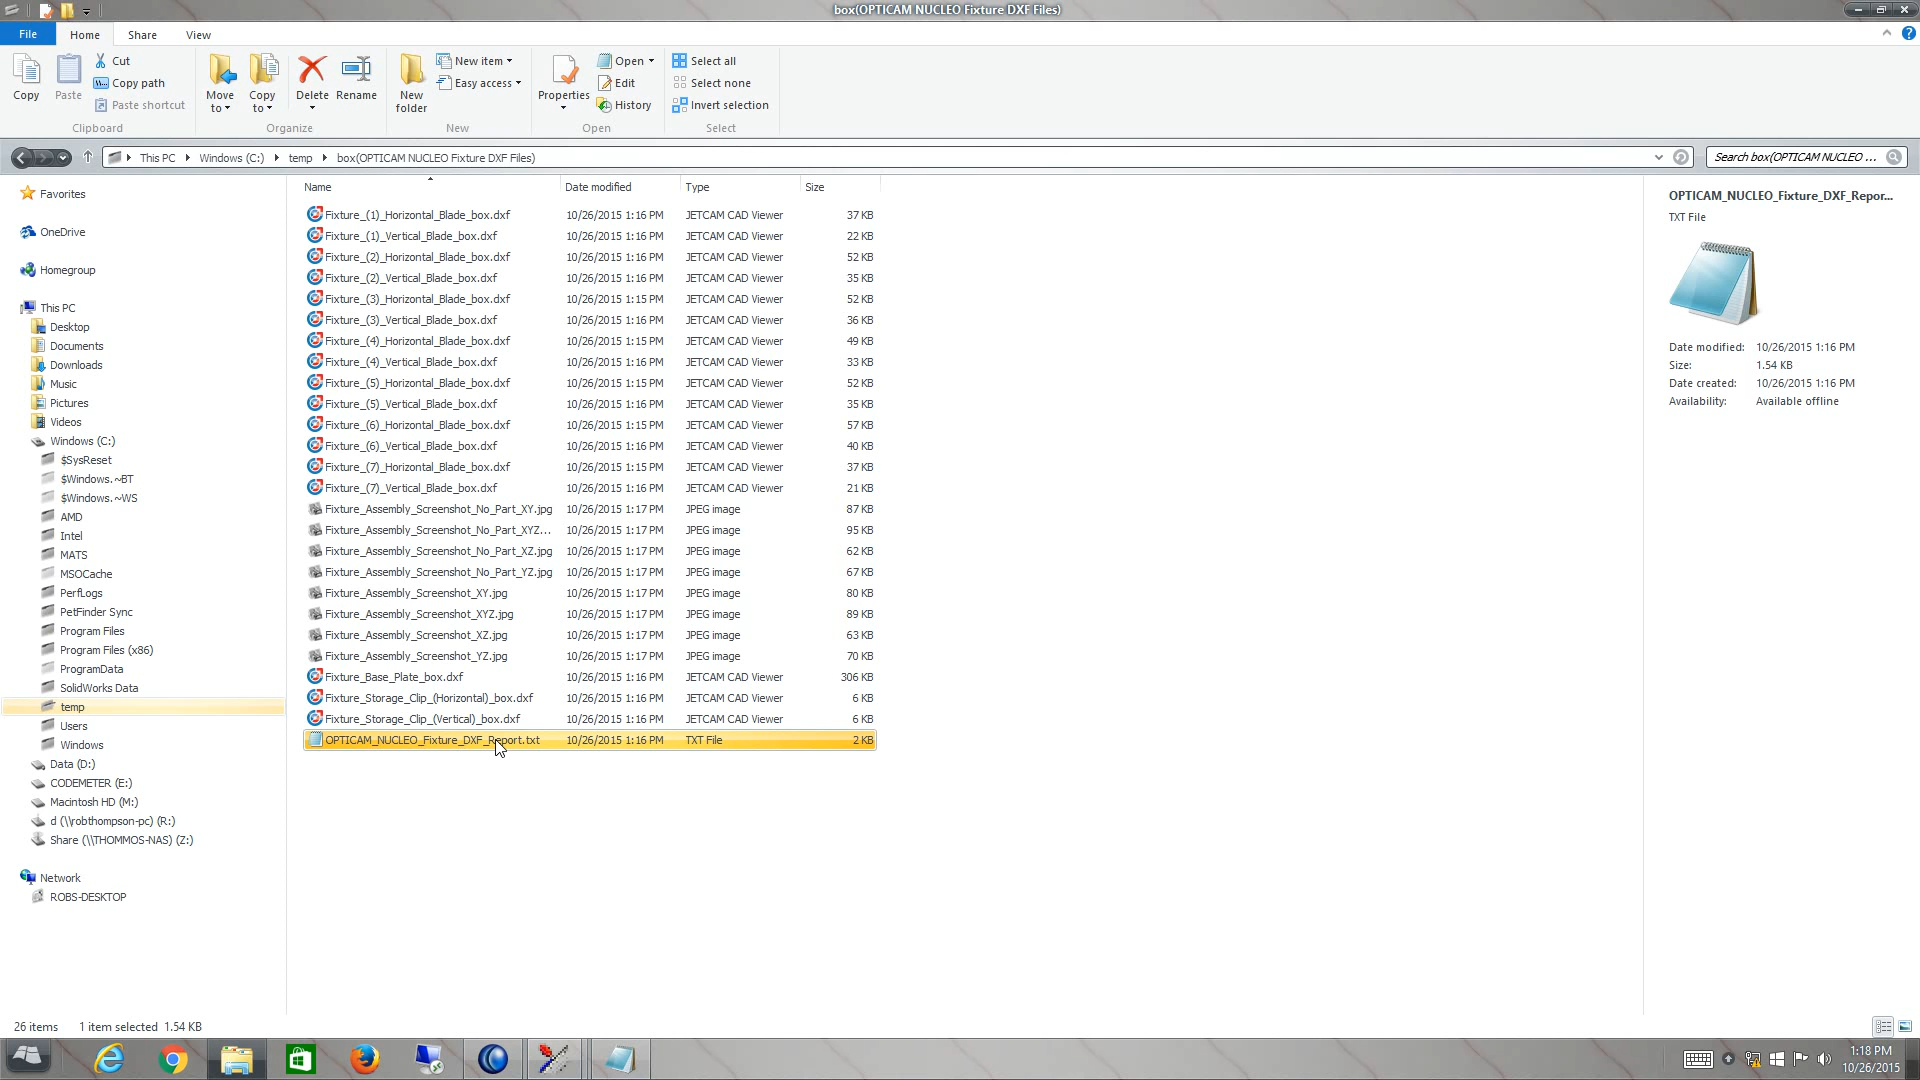 box(OPTICAM NUCLEO Fixture DXF Files)
File Home Share View
Copy Paste Cut Copy path Paste shortcut
Clipboard
Move to Copy to Delete Rename
Organize
New folder New item Easy access
New
Properties Open Edit History
Open
Select all Select none Invert selection
Select
This PC Windows (C:) temp box(OPTICAM NUCLEO Fixture DXF Files)
Search box(OPTICAM NUCLEO ...
Favorites
OneDrive
Homegroup
This PC
Desktop
Documents
Downloads
Music
Pictures
Videos
Windows (C:)
$SysReset
$Windows.~BT
$Windows.~WS
AMD
Intel
MATS
MSOCache
PerfLogs
PetFinder Sync
Program Files
Program Files (x86)
ProgramData
SolidWorks Data
temp
Users
Windows
Data (D:)
CODEMETER (E:)
Macintosh HD (M:)
d (\\robthompson-pc) (R:)
Share (\\THOMMOS-NAS) (Z:)
Network
ROBS-DESKTOP
Name Date modified Type Size
Fixture_(1)_Horizontal_Blade_box.dxf 10/26/2015 1:16 PM JETCAM CAD Viewer 37 KB
Fixture_(1)_Vertical_Blade_box.dxf 10/26/2015 1:16 PM JETCAM CAD Viewer 22 KB
Fixture_(2)_Horizontal_Blade_box.dxf 10/26/2015 1:16 PM JETCAM CAD Viewer 52 KB
Fixture_(2)_Vertical_Blade_box.dxf 10/26/2015 1:16 PM JETCAM CAD Viewer 35 KB
Fixture_(3)_Horizontal_Blade_box.dxf 10/26/2015 1:15 PM JETCAM CAD Viewer 52 KB
Fixture_(3)_Vertical_Blade_box.dxf 10/26/2015 1:16 PM JETCAM CAD Viewer 36 KB
Fixture_(4)_Horizontal_Blade_box.dxf 10/26/2015 1:15 PM JETCAM CAD Viewer 49 KB
Fixture_(4)_Vertical_Blade_box.dxf 10/26/2015 1:16 PM JETCAM CAD Viewer 33 KB
Fixture_(5)_Horizontal_Blade_box.dxf 10/26/2015 1:15 PM JETCAM CAD Viewer 52 KB
Fixture_(5)_Vertical_Blade_box.dxf 10/26/2015 1:16 PM JETCAM CAD Viewer 35 KB
Fixture_(6)_Horizontal_Blade_box.dxf 10/26/2015 1:15 PM JETCAM CAD Viewer 57 KB
Fixture_(6)_Vertical_Blade_box.dxf 10/26/2015 1:16 PM JETCAM CAD Viewer 40 KB
Fixture_(7)_Horizontal_Blade_box.dxf 10/26/2015 1:15 PM JETCAM CAD Viewer 37 KB
Fixture_(7)_Vertical_Blade_box.dxf 10/26/2015 1:16 PM JETCAM CAD Viewer 21 KB
Fixture_Assembly_Screenshot_No_Part_XY.jpg 10/26/2015 1:17 PM JPEG image 87 KB
Fixture_Assembly_Screenshot_No_Part_XYZ... 10/26/2015 1:17 PM JPEG image 95 KB
Fixture_Assembly_Screenshot_No_Part_XZ.jpg 10/26/2015 1:17 PM JPEG image 62 KB
Fixture_Assembly_Screenshot_No_Part_YZ.jpg 10/26/2015 1:17 PM JPEG image 67 KB
Fixture_Assembly_Screenshot_XY.jpg 10/26/2015 1:17 PM JPEG image 80 KB
Fixture_Assembly_Screenshot_XYZ.jpg 10/26/2015 1:17 PM JPEG image 89 KB
Fixture_Assembly_Screenshot_XZ.jpg 10/26/2015 1:17 PM JPEG image 63 KB
Fixture_Assembly_Screenshot_YZ.jpg 10/26/2015 1:17 PM JPEG image 70 KB
Fixture_Base_Plate_box.dxf 10/26/2015 1:16 PM JETCAM CAD Viewer 306 KB
Fixture_Storage_Clip_(Horizontal)_box.dxf 10/26/2015 1:16 PM JETCAM CAD Viewer 6 KB
Fixture_Storage_Clip_(Vertical)_box.dxf 10/26/2015 1:16 PM JETCAM CAD Viewer 6 KB
OPTICAM_NUCLEO_Fixture_DXF_Report.txt 10/26/2015 1:16 PM TXT File 2 KB
OPTICAM_NUCLEO_Fixture_DXF_Repor...
TXT File
Date modified: 10/26/2015 1:16 PM
Size: 1.54 KB
Date created: 10/26/2015 1:16 PM
Availability: Available offline
26 items 1 item selected 1.54 KB
1:18 PM
10/26/2015